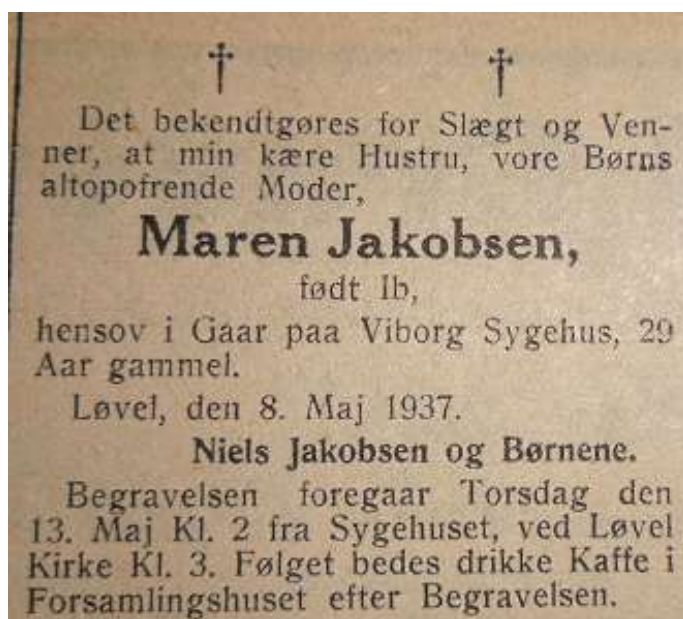 † †
Det bekendtgøres for Slægt og Ven-
ner, at min kære Hustru, vore Børns
altopofrende Moder,
Maren Jakobsen,
født Ib,
hensov i Gaar paa Viborg Sygehus, 29
Aar gammel.
Løvel, den 8. Maj 1937.
Niels Jakobsen og Børnene.
Begravelsen foregaar Torsdag den
13. Maj Kl. 2 fra Sygehuset, ved Løvel
Kirke Kl. 3. Følget bedes drikke Kaffe i
Forsamlingshuset efter Begravelsen.